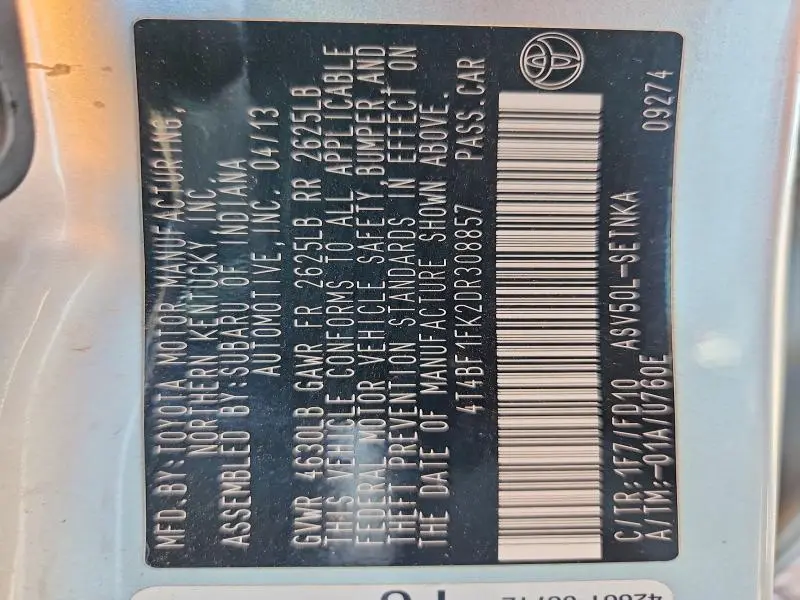 MFD.BY:TOYOTA MOTOR MANUFACTURING,
NORTHERN KENTUCKY INC.
ASSEMBLED BY:SUBARU OF INDIANA
AUTOMOTIVE,INC. 04/13
GVWR 4630LB GAWR FR 2625LB RR 2625LB
THIS VEHICLE CONFORMS TO ALL APPLICABLE
FEDERAL MOTOR VEHICLE SAFETY,BUMPER,AND
THEFT PREVENTION STANDARDS IN EFFECT ON
THE DATE OF MANUFACTURE SHOWN ABOVE.
4T4BF1FK2DR308857 PASS.CAR
C/TR:1F7/FD10 ASV50L-SETNKA
A/TM:-01A/U760E 09274